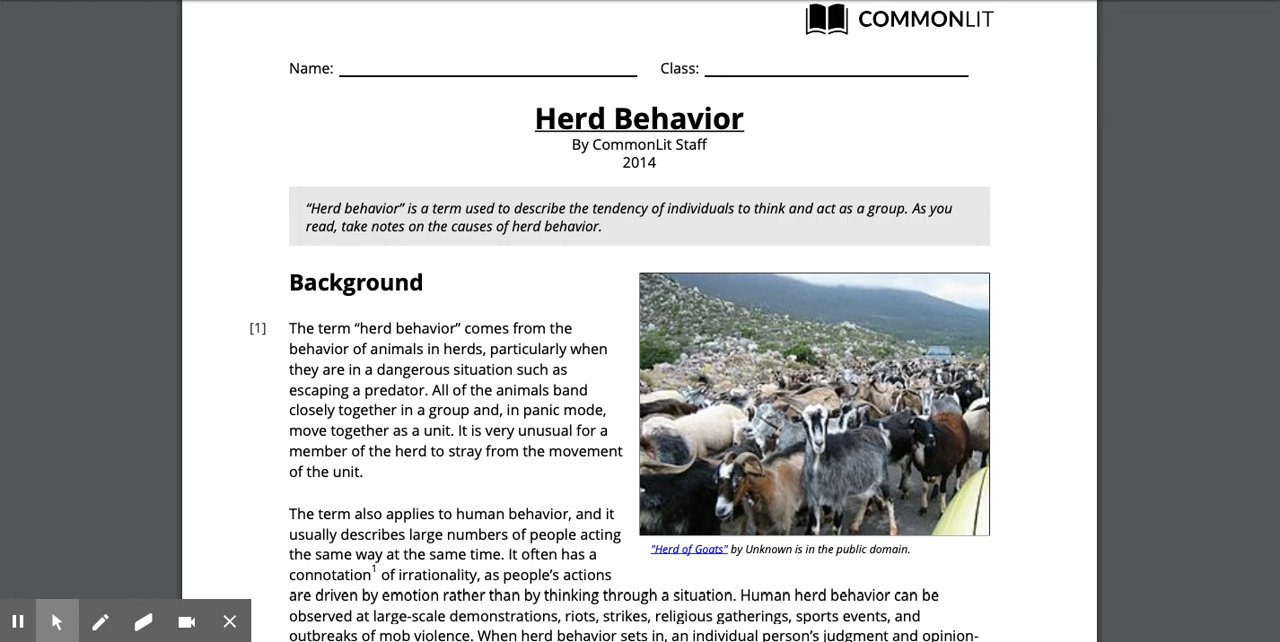 COMMONLIT
Name: Class:
Herd Behavior
By CommonLit Staff
2014
“Herd behavior” is a term used to describe the tendency of individuals to think and act as a group. As you
read, take notes on the causes of herd behavior.
Background
[1] The term “herd behavior” comes from the
behavior of animals in herds, particularly when
they are in a dangerous situation such as
escaping a predator. All of the animals band
closely together in a group and, in panic mode,
move together as a unit. It is very unusual for a
member of the herd to stray from the movement
of the unit.
"Herd of Goats" by Unknown is in the public domain.
The term also applies to human behavior, and it
usually describes large numbers of people acting
the same way at the same time. It often has a
connotation1 of irrationality, as people’s actions
are driven by emotion rather than by thinking through a situation. Human herd behavior can be
observed at large-scale demonstrations, riots, strikes, religious gatherings, sports events, and
outbreaks of mob violence. When herd behavior sets in, an individual person’s judgment and opinion-